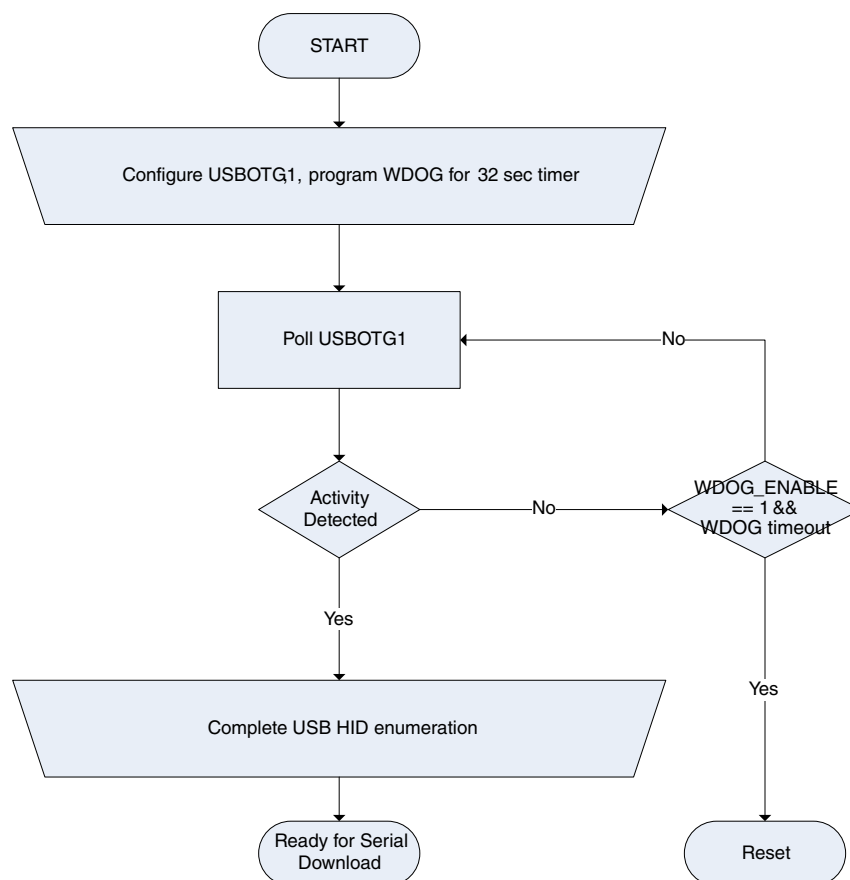 START
Configure USBOTG1, program WDOG for 32 sec timer
Poll USBOTG1
No
Activity
Detected
No
WDOG_ENABLE
== 1 &&
WDOG timeout
Yes
Yes
Complete USB HID enumeration
Ready for Serial
Download
Reset